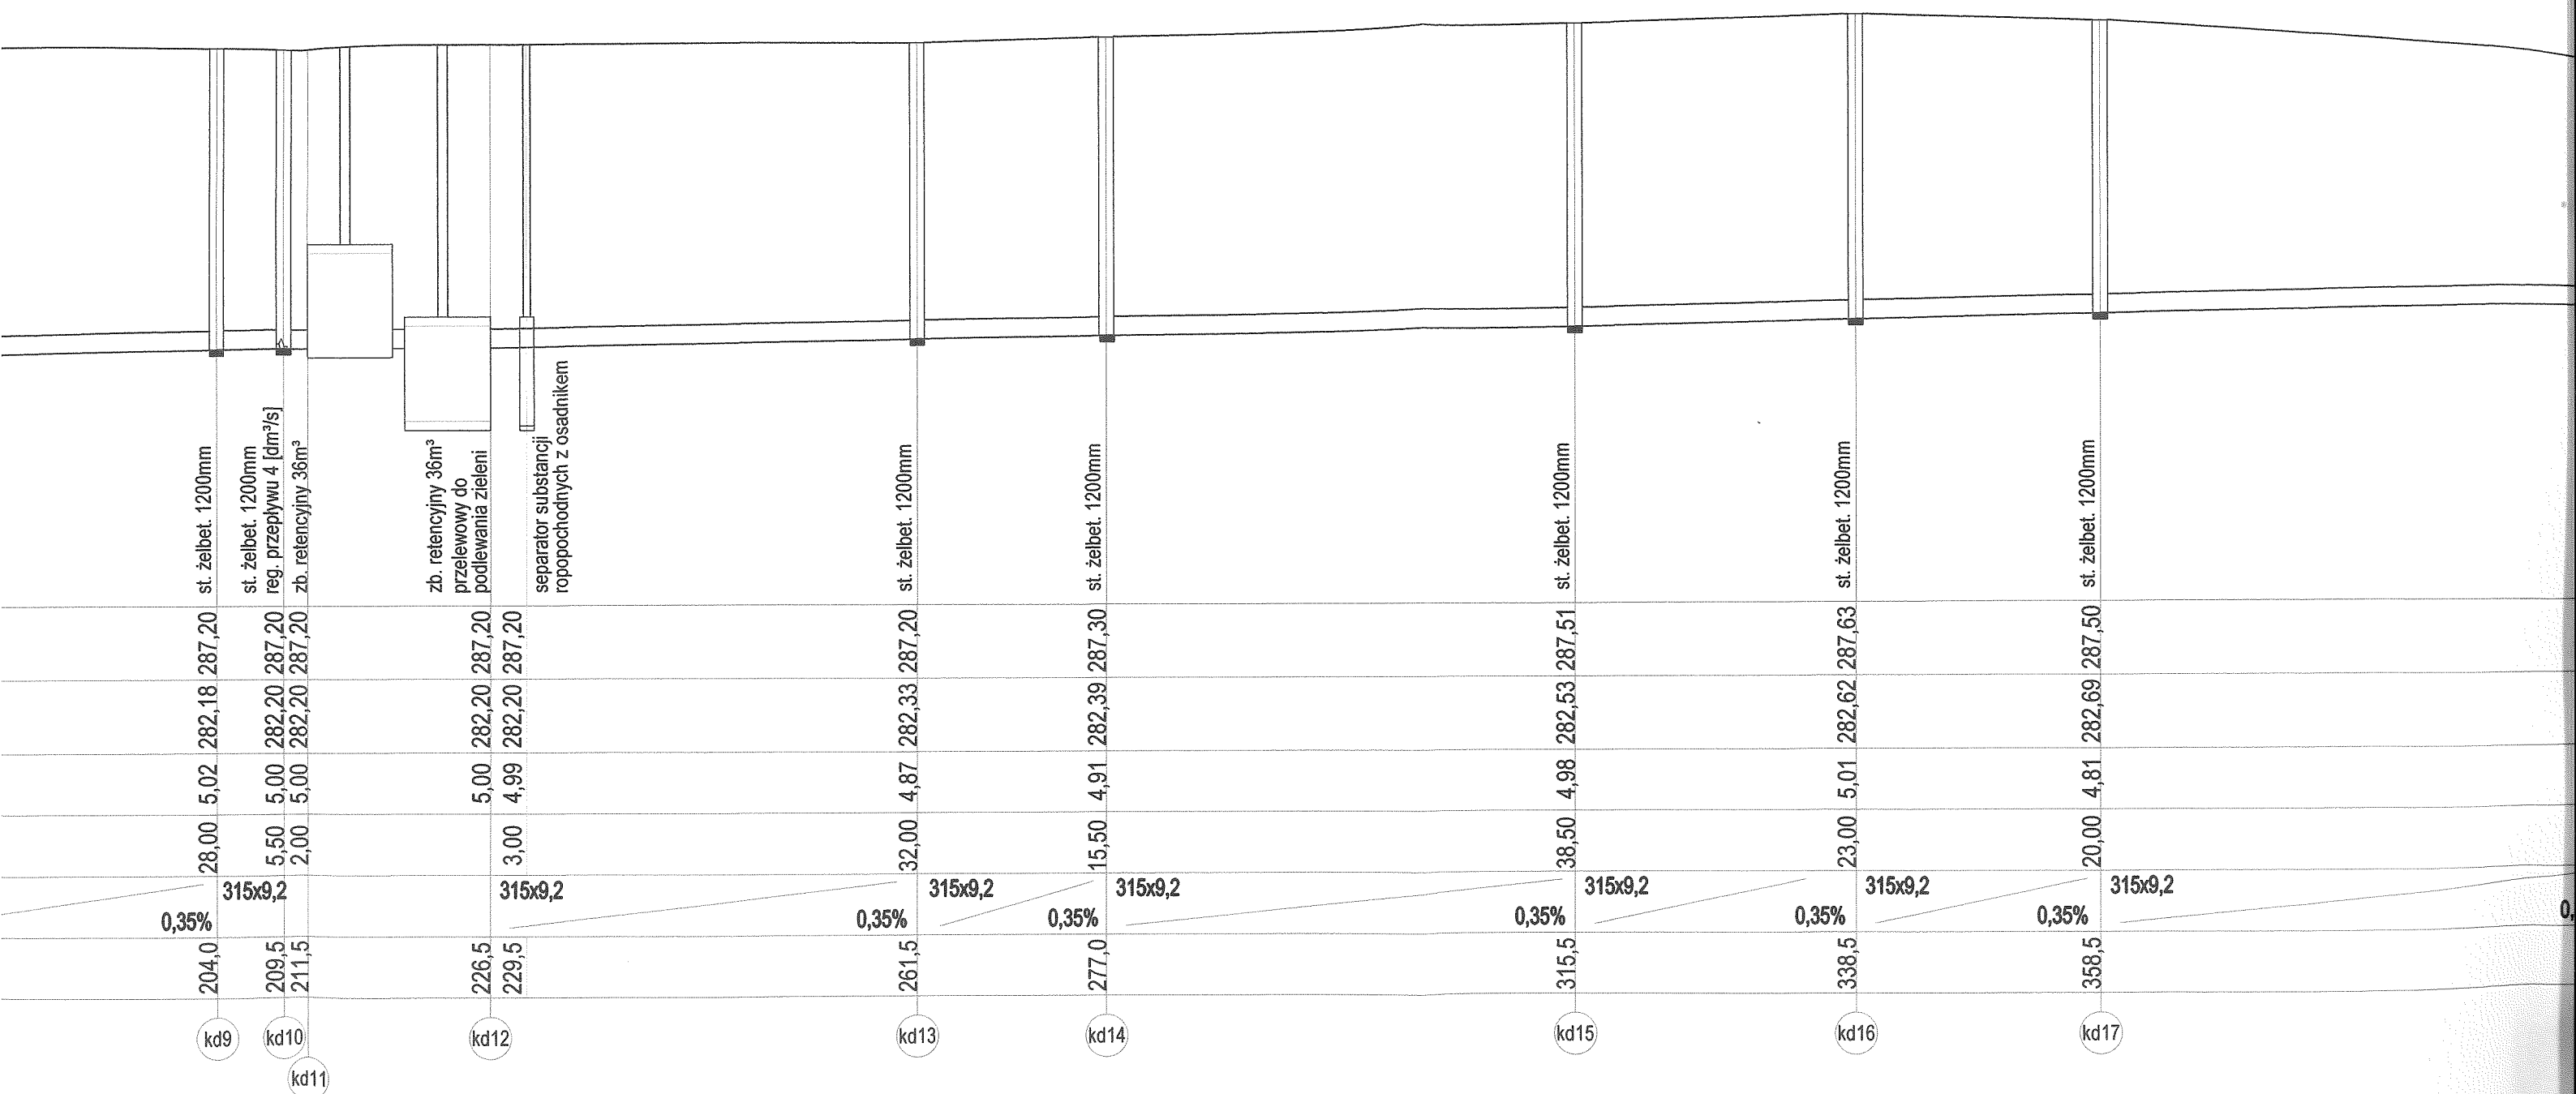 st. żelbet. 1200mm
st. żelbet. 1200mm
reg. przepływu 4 [dm³/s]
zb. retencyjny 36m³
zb. retencyjny 36m³
przelewowy do
podlewania zieleni
separator substancji
ropopochodnych z osadnikem
st. żelbet. 1200mm
st. żelbet. 1200mm
st. żelbet. 1200mm
st. żelbet. 1200mm
st. żelbet. 1200mm
287,20 287,20 287,20 287,20 287,20 287,20 287,30 287,51 287,63 287,50
282,18 282,20 282,20 282,20 282,20 282,33 282,39 282,53 282,62 282,69
5,02 5,00 5,00 5,00 4,99 4,87 4,91 4,98 5,01 4,81
28,00 5,50 2,00 3,00 32,00 15,50 38,50 23,00 20,00
315x9,2 315x9,2 315x9,2 315x9,2 315x9,2 315x9,2 315x9,2
0,35% 0,35% 0,35% 0,35% 0,35% 0,35% 0,
204,0 209,5 211,5 226,5 229,5 261,5 277,0 315,5 338,5 358,5
kd9 kd10 kd12 kd13 kd14 kd15 kd16 kd17
kd11